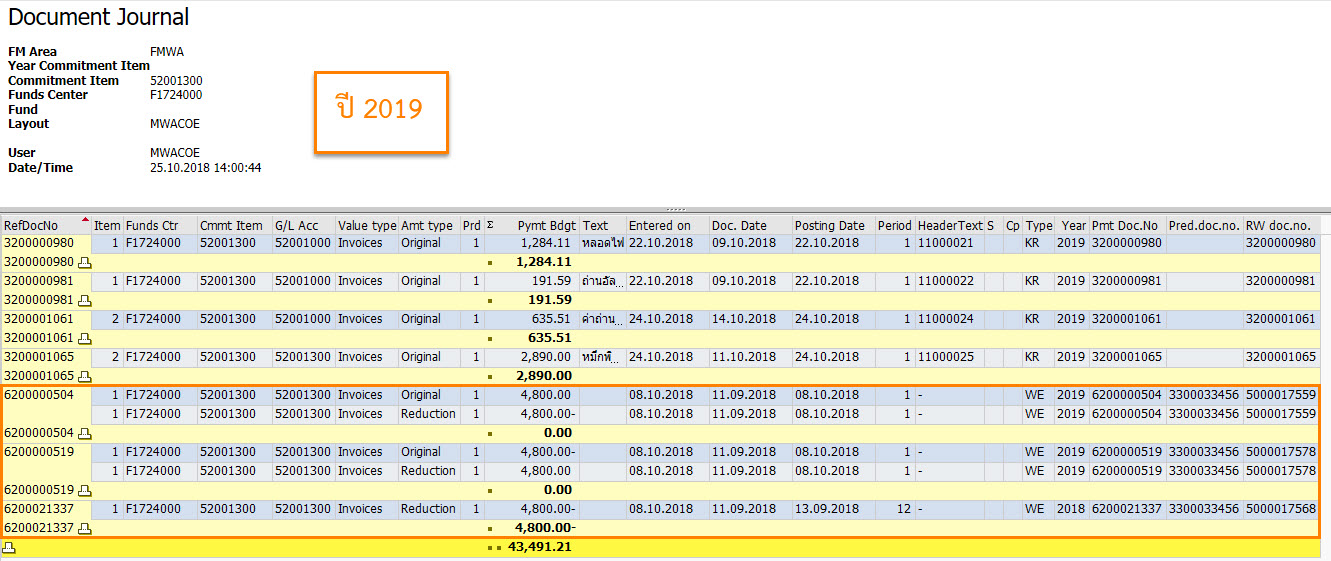 Document Journal
FM Area FMWA
Year Commitment Item
Commitment Item 52001300
Funds Center F1724000
Fund
Layout MWACOE
User MWACOE
Date/Time 25.10.2018 14:00:44
ปี 2019
RefDocNo Item Funds Ctr Cmmt Item G/L Acc Value type Amt type Prd Σ Pymt Bdgt Text Entered on Doc. Date Posting Date Period HeaderText S Cp Type Year Pmt Doc.No Pred.doc.no. RW doc.no.
3200000980 1 F1724000 52001300 52001000 Invoices Original 1 1,284.11 หลอดไฟ 22.10.2018 09.10.2018 22.10.2018 1 11000021 KR 2019 3200000980 3200000980
3200000980 1,284.11
3200000981 1 F1724000 52001300 52001300 Invoices Original 1 191.59 ถ่านอัล... 22.10.2018 09.10.2018 22.10.2018 1 11000022 KR 2019 3200000981 3200000981
3200000981 191.59
3200001061 2 F1724000 52001300 52001000 Invoices Original 1 635.51 ค่าถ่าน... 24.10.2018 14.10.2018 24.10.2018 1 11000024 KR 2019 3200001061 3200001061
3200001061 635.51
3200001065 2 F1724000 52001300 52001300 Invoices Original 1 2,890.00 หมึกพิ... 24.10.2018 11.10.2018 24.10.2018 1 11000025 KR 2019 3200001065 3200001065
3200001065 2,890.00
6200000504 1 F1724000 52001300 52001300 Invoices Original 1 4,800.00 08.10.2018 11.09.2018 08.10.2018 1 - WE 2019 6200000504 3300033456 5000017559
1 F1724000 52001300 52001300 Invoices Reduction 1 4,800.00- 08.10.2018 11.09.2018 08.10.2018 1 - WE 2019 6200000504 3300033456 5000017559
6200000504 0.00
6200000519 1 F1724000 52001300 52001300 Invoices Original 1 4,800.00- 08.10.2018 11.09.2018 08.10.2018 1 - WE 2019 6200000519 3300033456 5000017578
1 F1724000 52001300 52001300 Invoices Reduction 1 4,800.00 08.10.2018 11.09.2018 08.10.2018 1 - WE 2019 6200000519 3300033456 5000017578
6200000519 0.00
6200021337 1 F1724000 52001300 52001300 Invoices Reduction 1 4,800.00- 08.10.2018 11.09.2018 13.09.2018 12 - WE 2018 6200021337 3300033456 5000017568
6200021337 4,800.00-
43,491.21